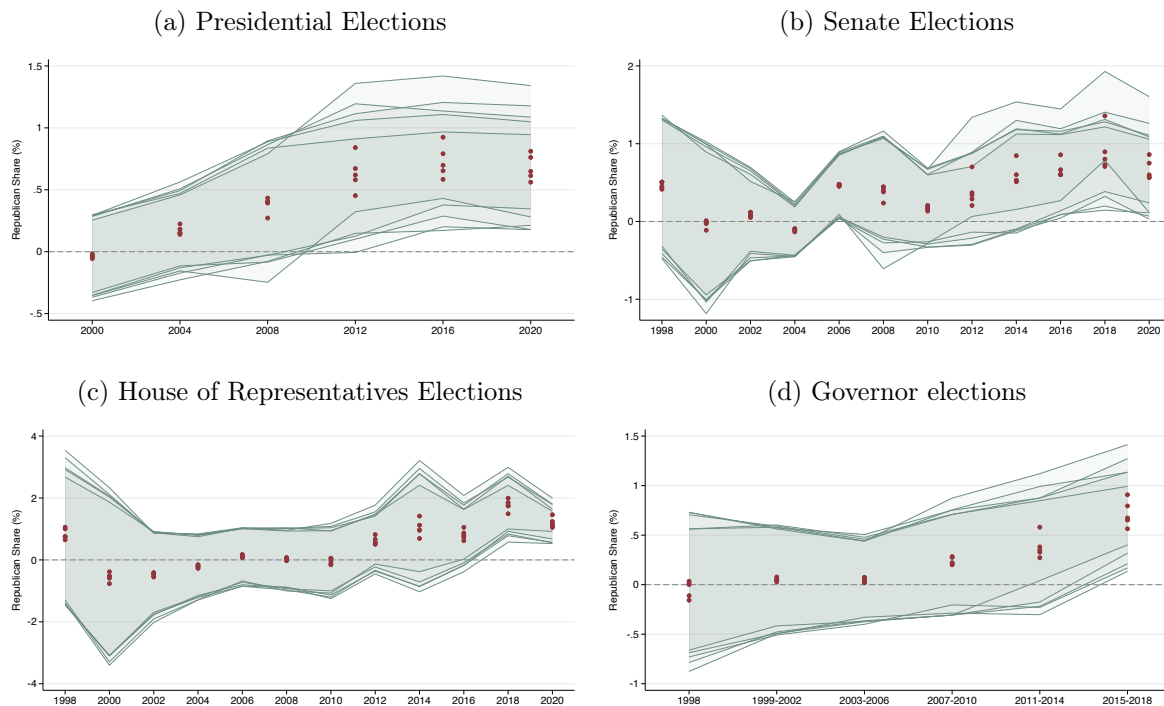 (a) Presidential Elections
Republican Share (%)
1.5
1
.5
0
-.5
2000 2004 2008 2012 2016 2020
(b) Senate Elections
Republican Share (%)
2
1
0
-1
1998 2000 2002 2004 2006 2008 2010 2012 2014 2016 2018 2020
(c) House of Representatives Elections
Republican Share (%)
4
2
0
-2
-4
1998 2000 2002 2004 2006 2008 2010 2012 2014 2016 2018 2020
(d) Governor elections
Republican Share (%)
1.5
1
.5
0
-.5
-1
1998 1999-2002 2003-2006 2007-2010 2011-2014 2015-2018